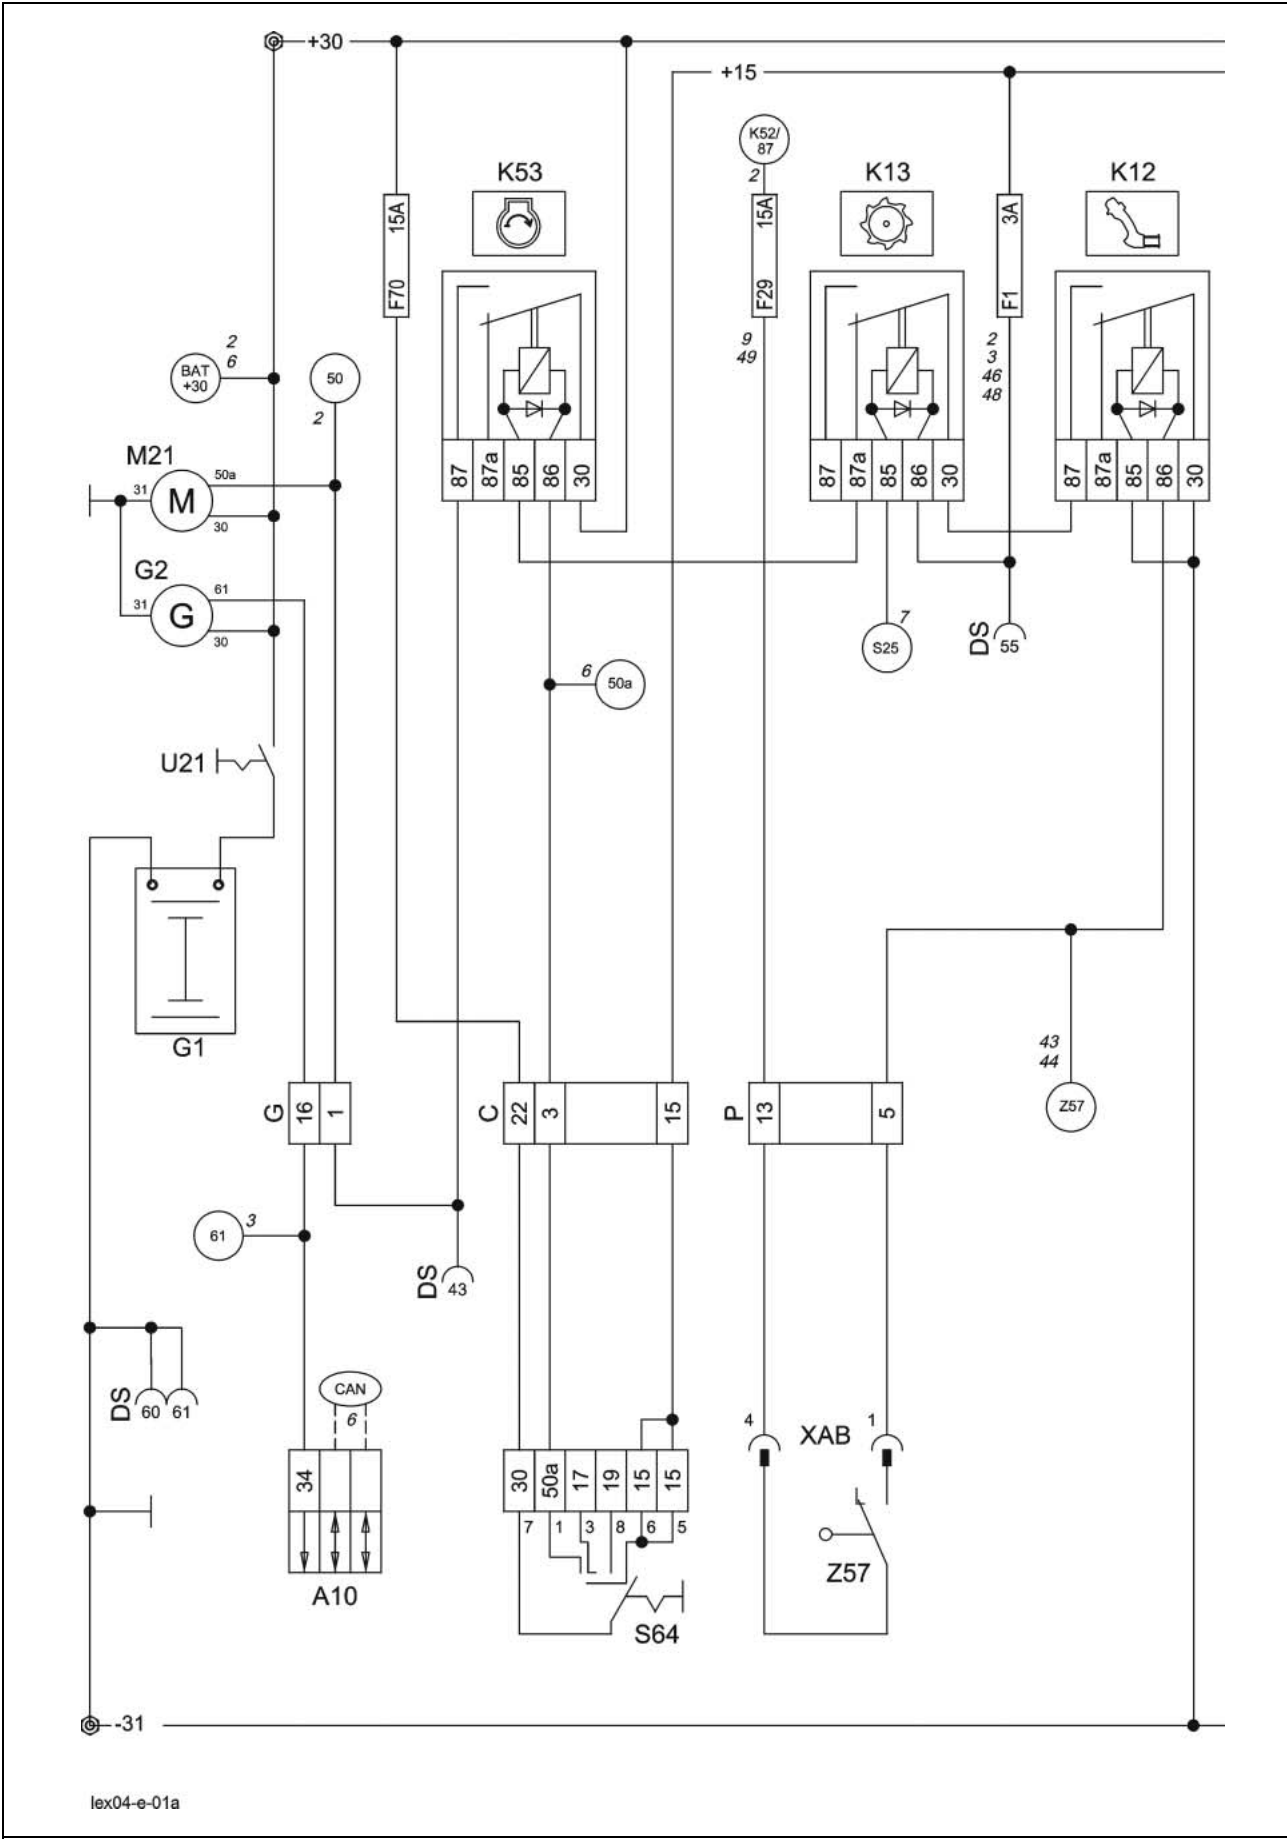 +30
+15
K52/
87
2
K53
K13
K12
15A
F70
15A
F29
3A
F1
2
6
BAT
+30
50
2
9
49
2
3
46
48
M21
50a
31
M
30
87
87a
85
86
30
87
87a
85
86
30
87
87a
85
86
30
G2
61
31
G
30
7
S25
DS
55
6
50a
U21
G1
43
44
Z57
G
16
1
C
22
3
15
P
13
5
61
3
DS
43
DS
60
61
CAN
6
34
A10
30
50a
17
19
15
15
7
1
3
8
6
5
S64
4
XAB
1
Z57
-31
lex04-e-01a